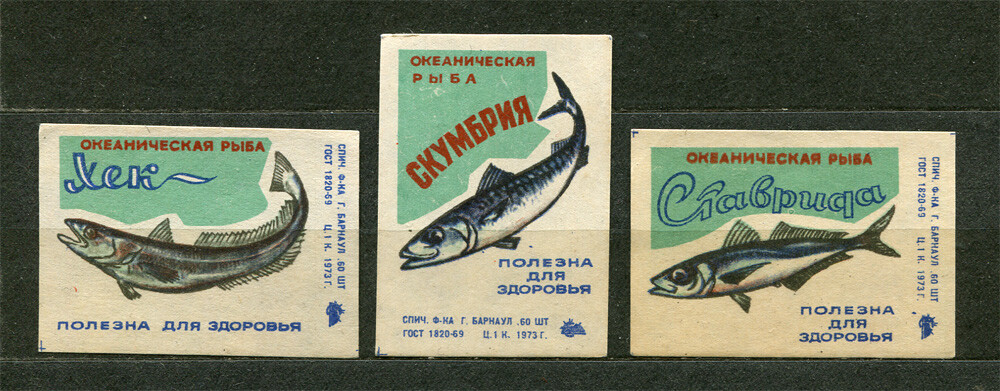 ОКЕАНИЧЕСКАЯ РЫБА
Хек
ПОЛЕЗНА ДЛЯ ЗДОРОВЬЯ
СПИЧ. Ф-КА Г. БАРНАУЛ .60 ШТ
ГОСТ 1820-69 Ц.1 К. 1973 Г.
ОКЕАНИЧЕСКАЯ
РЫБА
СКУМБРИЯ
ПОЛЕЗНА
ДЛЯ
ЗДОРОВЬЯ
СПИЧ. Ф-КА Г. БАРНАУЛ .60 ШТ
ГОСТ 1820-69 Ц.1 К. 1973 Г.
ОКЕАНИЧЕСКАЯ РЫБА
Ставрида
ПОЛЕЗНА
ДЛЯ
ЗДОРОВЬЯ
СПИЧ. Ф-КА Г. БАРНАУЛ .60 ШТ
ГОСТ 1820-69 Ц.1 К. 1973 Г.